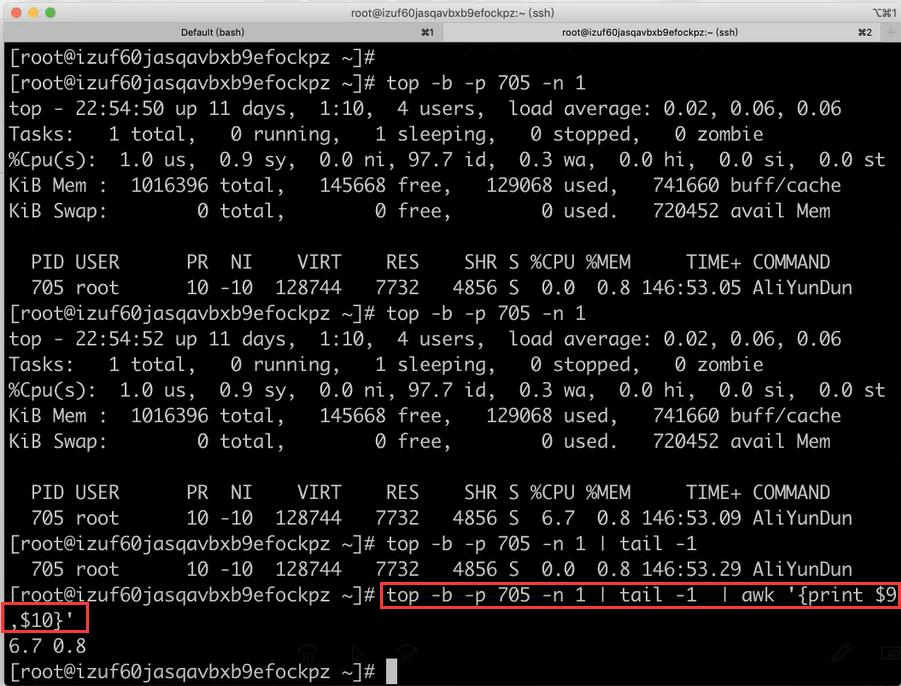 root@izuf60jasqavbxb9efockpz:~ (ssh)
⌥⌘1
Default (bash)
⌘1
root@izuf60jasqavbxb9efockpz:~ (ssh)
⌘2
[root@izuf60jasqavbxb9efockpz ~]#
[root@izuf60jasqavbxb9efockpz ~]# top -b -p 705 -n 1
top - 22:54:50 up 11 days,  1:10,  4 users,  load average: 0.02, 0.06, 0.06
Tasks:   1 total,   0 running,   1 sleeping,   0 stopped,   0 zombie
%Cpu(s):  1.0 us,  0.9 sy,  0.0 ni, 97.7 id,  0.3 wa,  0.0 hi,  0.0 si,  0.0 st
KiB Mem :  1016396 total,   145668 free,   129068 used,   741660 buff/cache
KiB Swap:        0 total,        0 free,        0 used.   720452 avail Mem
  PID USER      PR  NI    VIRT    RES    SHR S %CPU %MEM     TIME+ COMMAND
  705 root      10 -10  128744   7732   4856 S  0.0  0.8 146:53.05 AliYunDun
[root@izuf60jasqavbxb9efockpz ~]# top -b -p 705 -n 1
top - 22:54:52 up 11 days,  1:10,  4 users,  load average: 0.02, 0.06, 0.06
Tasks:   1 total,   0 running,   1 sleeping,   0 stopped,   0 zombie
%Cpu(s):  1.0 us,  0.9 sy,  0.0 ni, 97.7 id,  0.3 wa,  0.0 hi,  0.0 si,  0.0 st
KiB Mem :  1016396 total,   145668 free,   129068 used,   741660 buff/cache
KiB Swap:        0 total,        0 free,        0 used.   720452 avail Mem
  PID USER      PR  NI    VIRT    RES    SHR S %CPU %MEM     TIME+ COMMAND
  705 root      10 -10  128744   7732   4856 S  6.7  0.8 146:53.09 AliYunDun
[root@izuf60jasqavbxb9efockpz ~]# top -b -p 705 -n 1 | tail -1
  705 root      10 -10  128744   7732   4856 S  0.0  0.8 146:53.29 AliYunDun
[root@izuf60jasqavbxb9efockpz ~]# top -b -p 705 -n 1 | tail -1  | awk '{print $9
,$10}'
6.7 0.8
[root@izuf60jasqavbxb9efockpz ~]#